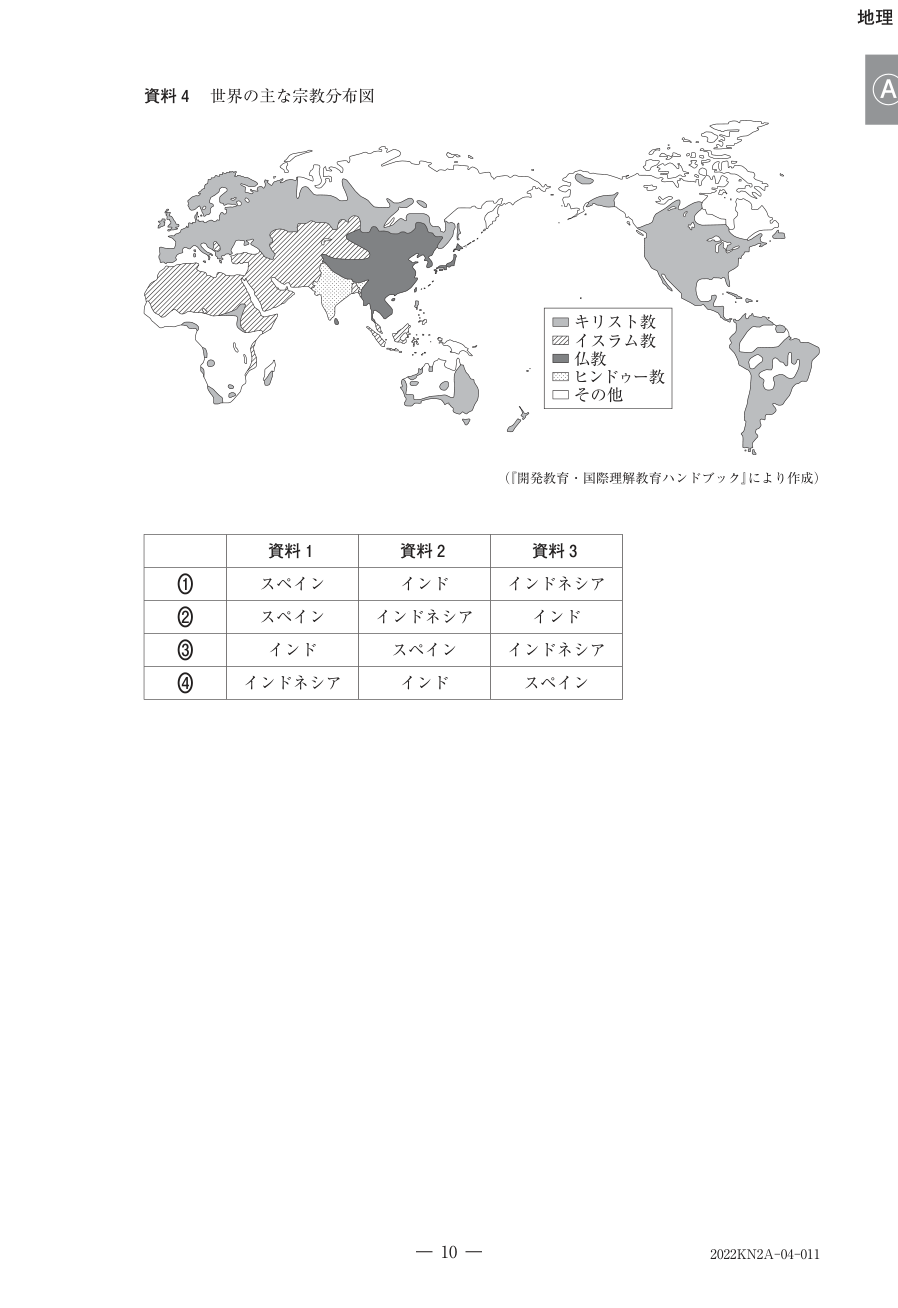 地理
Ⓐ
資料4 世界の主な宗教分布図
キリスト教
イスラム教
仏教
ヒンドゥー教
その他
(『開発教育・国際理解教育ハンドブック』により作成)
資料1 資料2 資料3
① スペイン インド インドネシア
② スペイン インドネシア インド
③ インド スペイン インドネシア
④ インドネシア インド スペイン
― 10 ―
2022KN2A-04-011